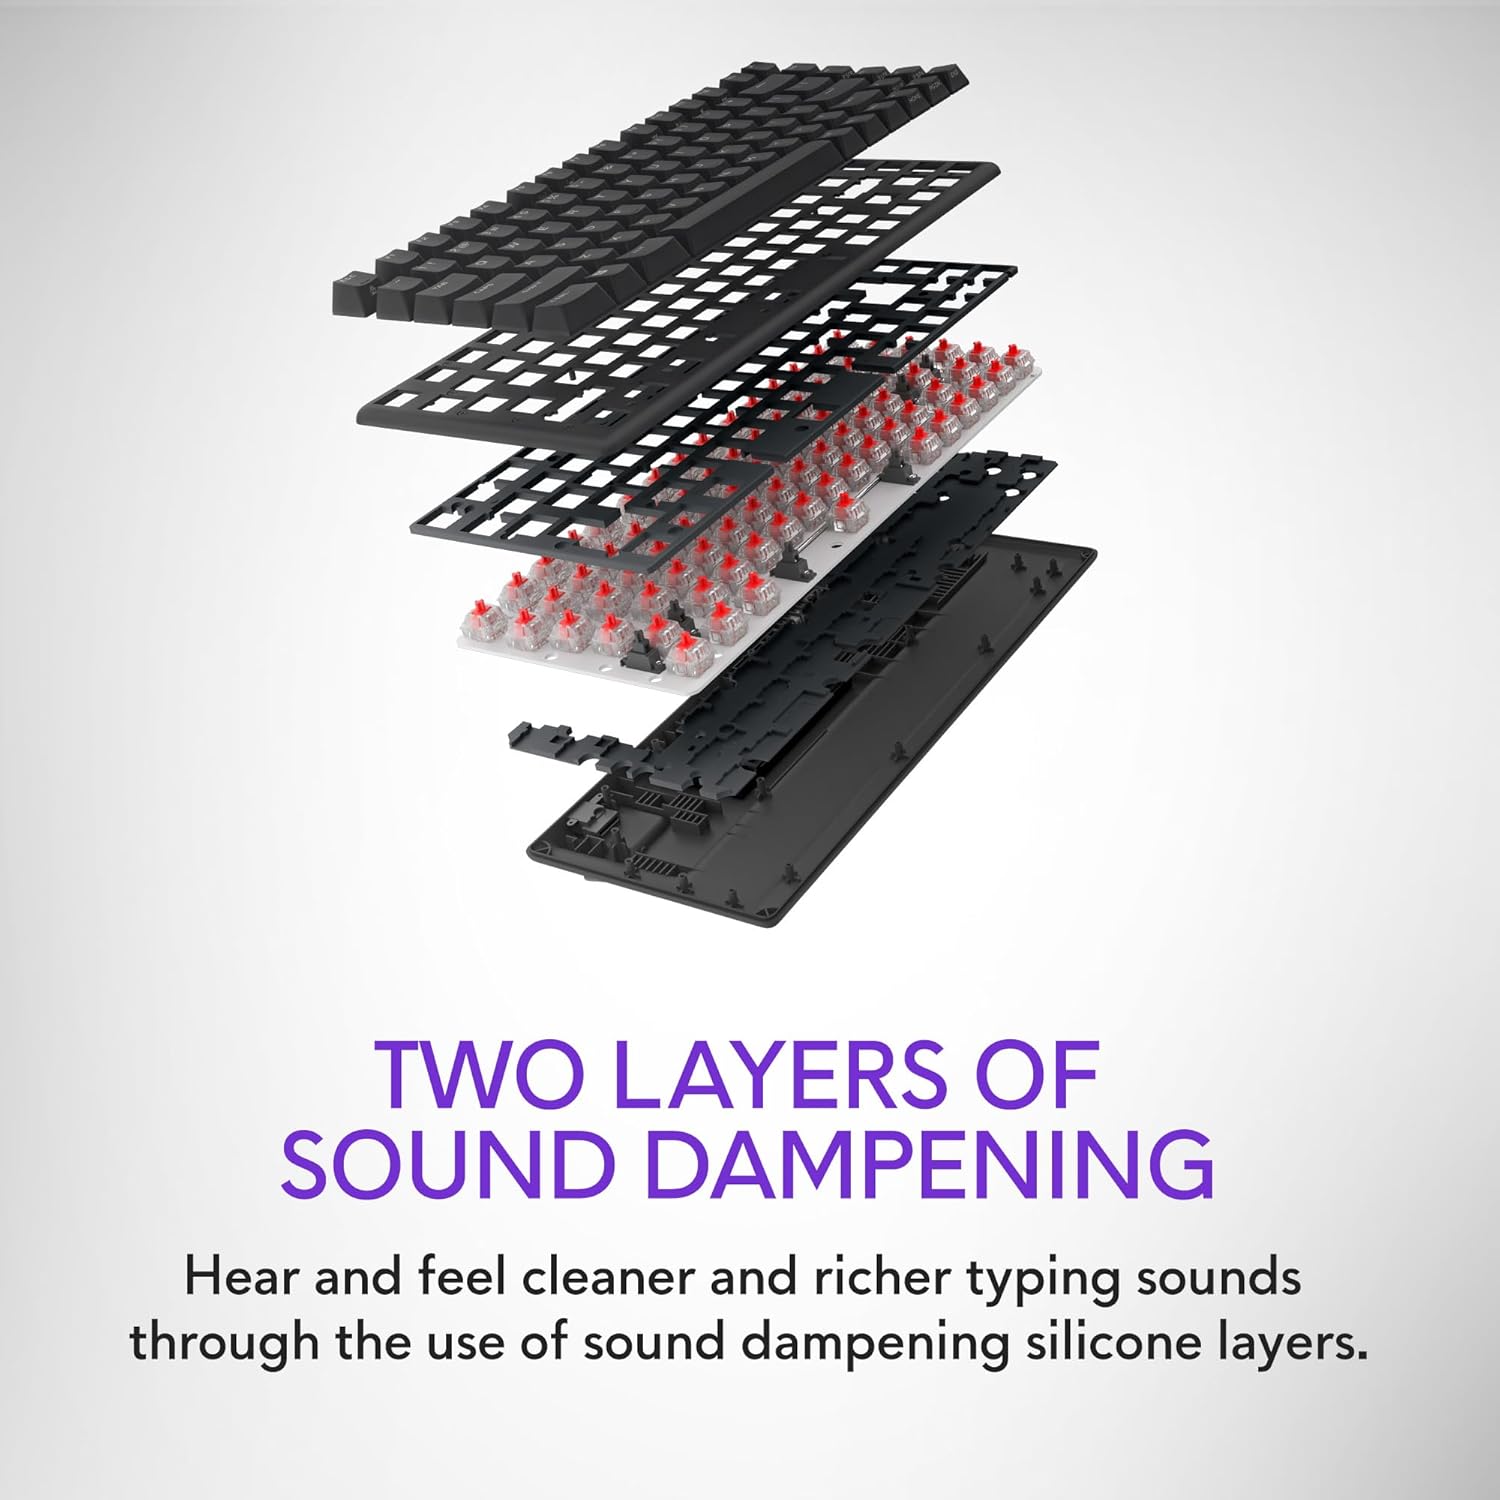 TWO LAYERS OF
SOUND DAMPENING
Hear and feel cleaner and richer typing sounds
through the use of sound dampening silicone layers.